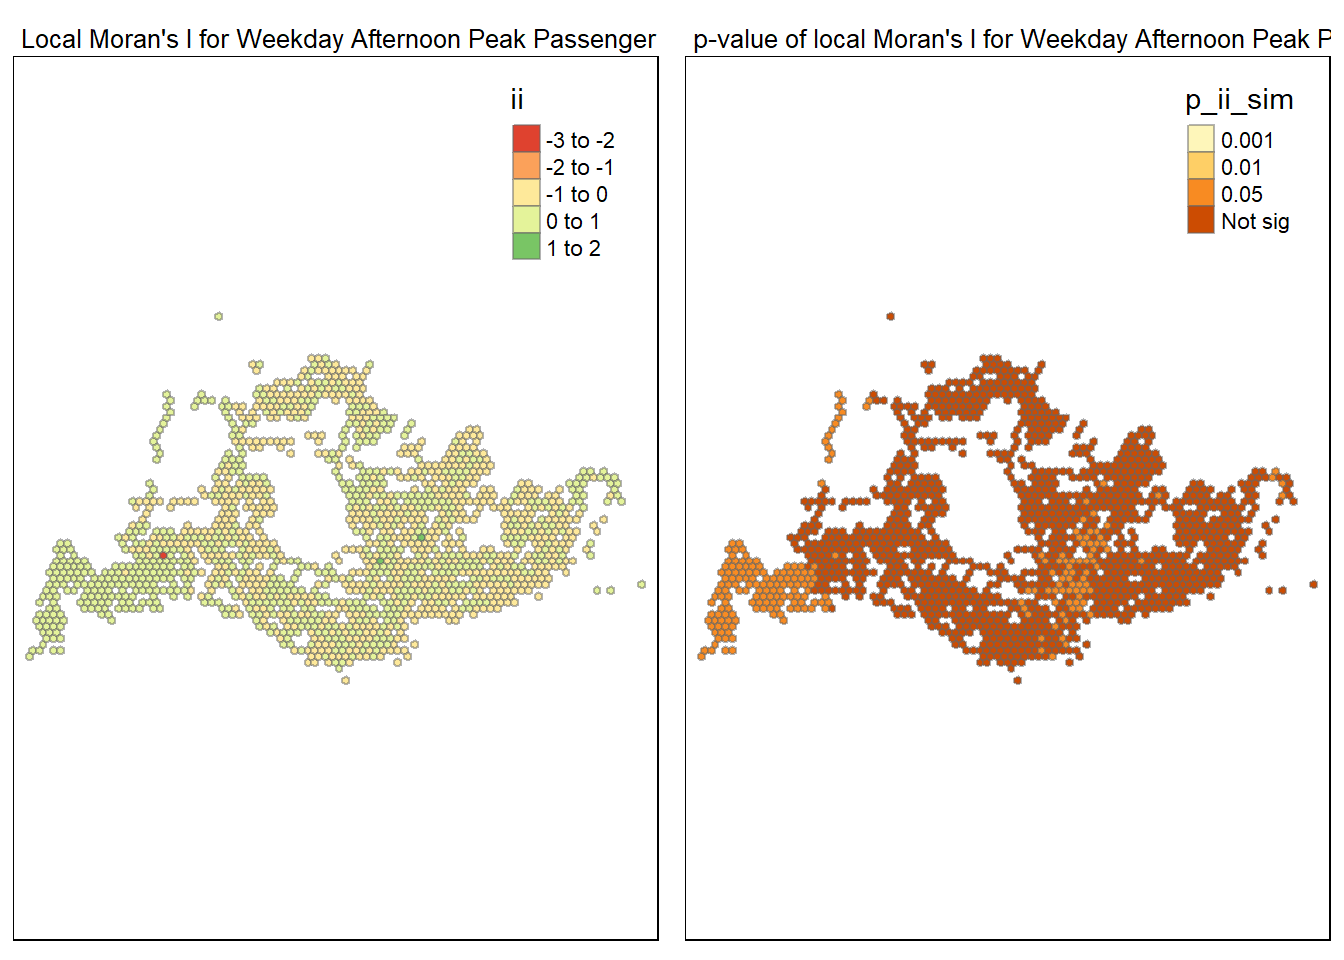 Local Moran's I for Weekday Afternoon Peak Passenger
ii
-3 to -2
-2 to -1
-1 to 0
0 to 1
1 to 2
p-value of local Moran's I for Weekday Afternoon Peak P
p_ii_sim
0.001
0.01
0.05
Not sig